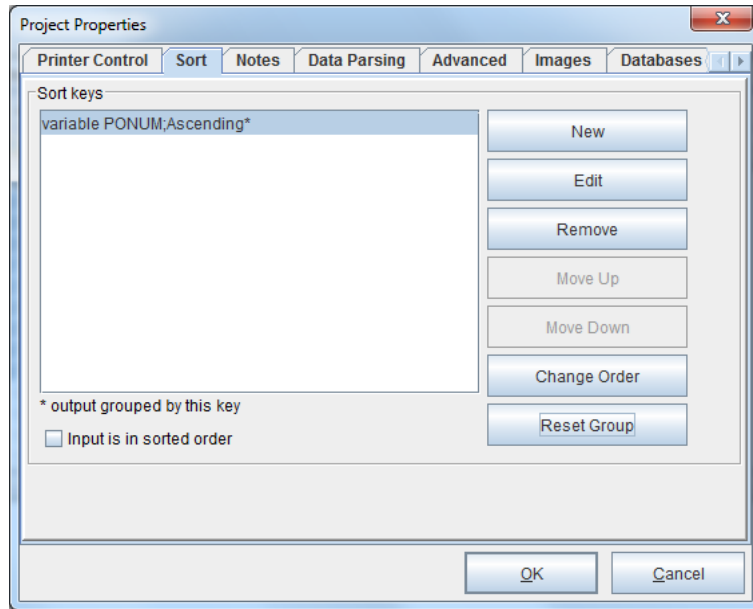 Project Properties
Printer Control Sort Notes Data Parsing Advanced Images Databases
Sort keys
variable PONUM;Ascending*
New
Edit
Remove
Move Up
Move Down
Change Order
Reset Group
* output grouped by this key
Input is in sorted order
OK Cancel